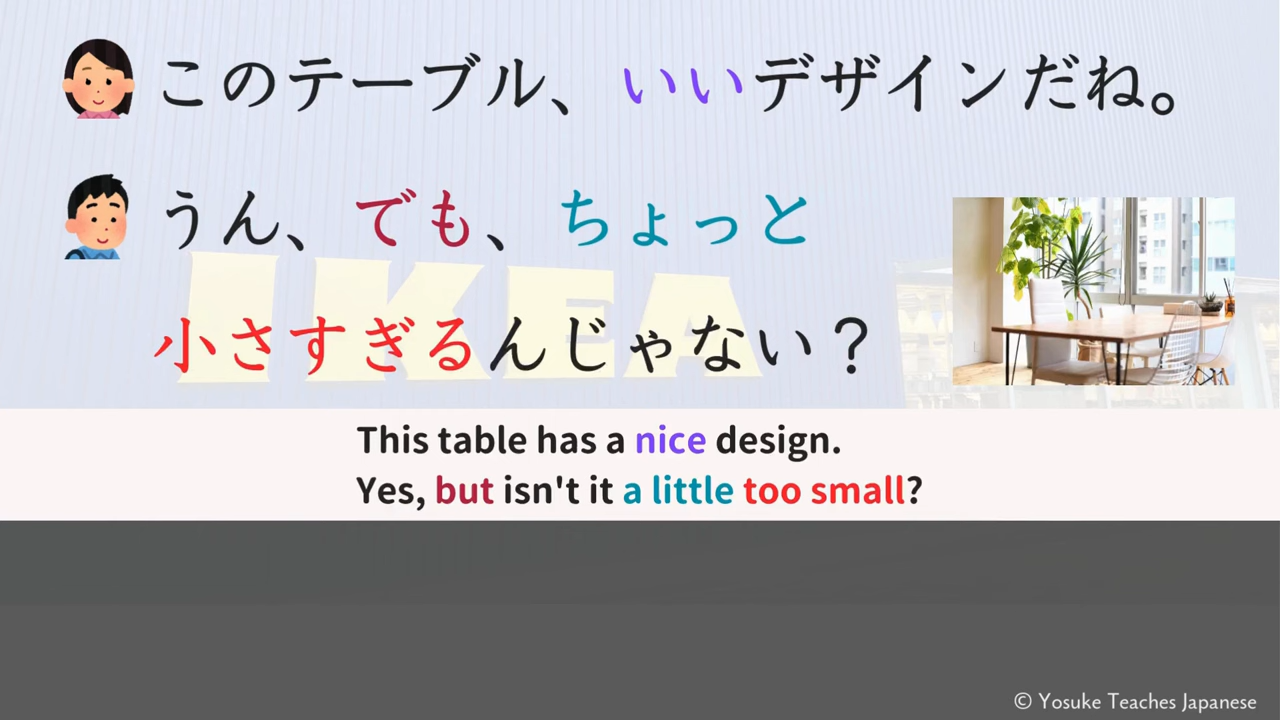 このテーブル、いいデザインだね。
うん、でも、ちょっと
小さすぎるんじゃない？
IKEA
This table has a nice design.
Yes, but isn't it a little too small?
© Yosuke Teaches Japanese